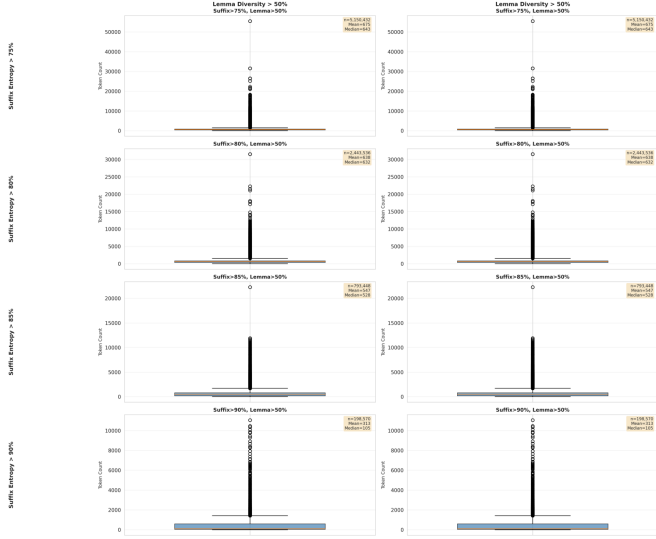 Lemma Diversity > 50%
Suffix>75%, Lemma>50%
Suffix Entropy > 75%
Token Count
50000
40000
30000
20000
10000
0
n=5,150,432
Mean=675
Median=643
Lemma Diversity > 50%
Suffix>75%, Lemma>50%
Token Count
50000
40000
30000
20000
10000
0
n=5,150,432
Mean=675
Median=643
Suffix>80%, Lemma>50%
Suffix Entropy > 80%
Token Count
30000
25000
20000
15000
10000
5000
0
n=2,443,536
Mean=638
Median=632
Suffix>80%, Lemma>50%
Token Count
30000
25000
20000
15000
10000
5000
0
n=2,443,536
Mean=638
Median=632
Suffix>85%, Lemma>50%
Suffix Entropy > 85%
Token Count
20000
15000
10000
5000
0
n=793,448
Mean=547
Median=528
Suffix>85%, Lemma>50%
Token Count
20000
15000
10000
5000
0
n=793,448
Mean=547
Median=528
Suffix>90%, Lemma>50%
Suffix Entropy > 90%
Token Count
10000
8000
6000
4000
2000
0
n=198,570
Mean=313
Median=105
Suffix>90%, Lemma>50%
Token Count
10000
8000
6000
4000
2000
0
n=198,570
Mean=313
Median=105